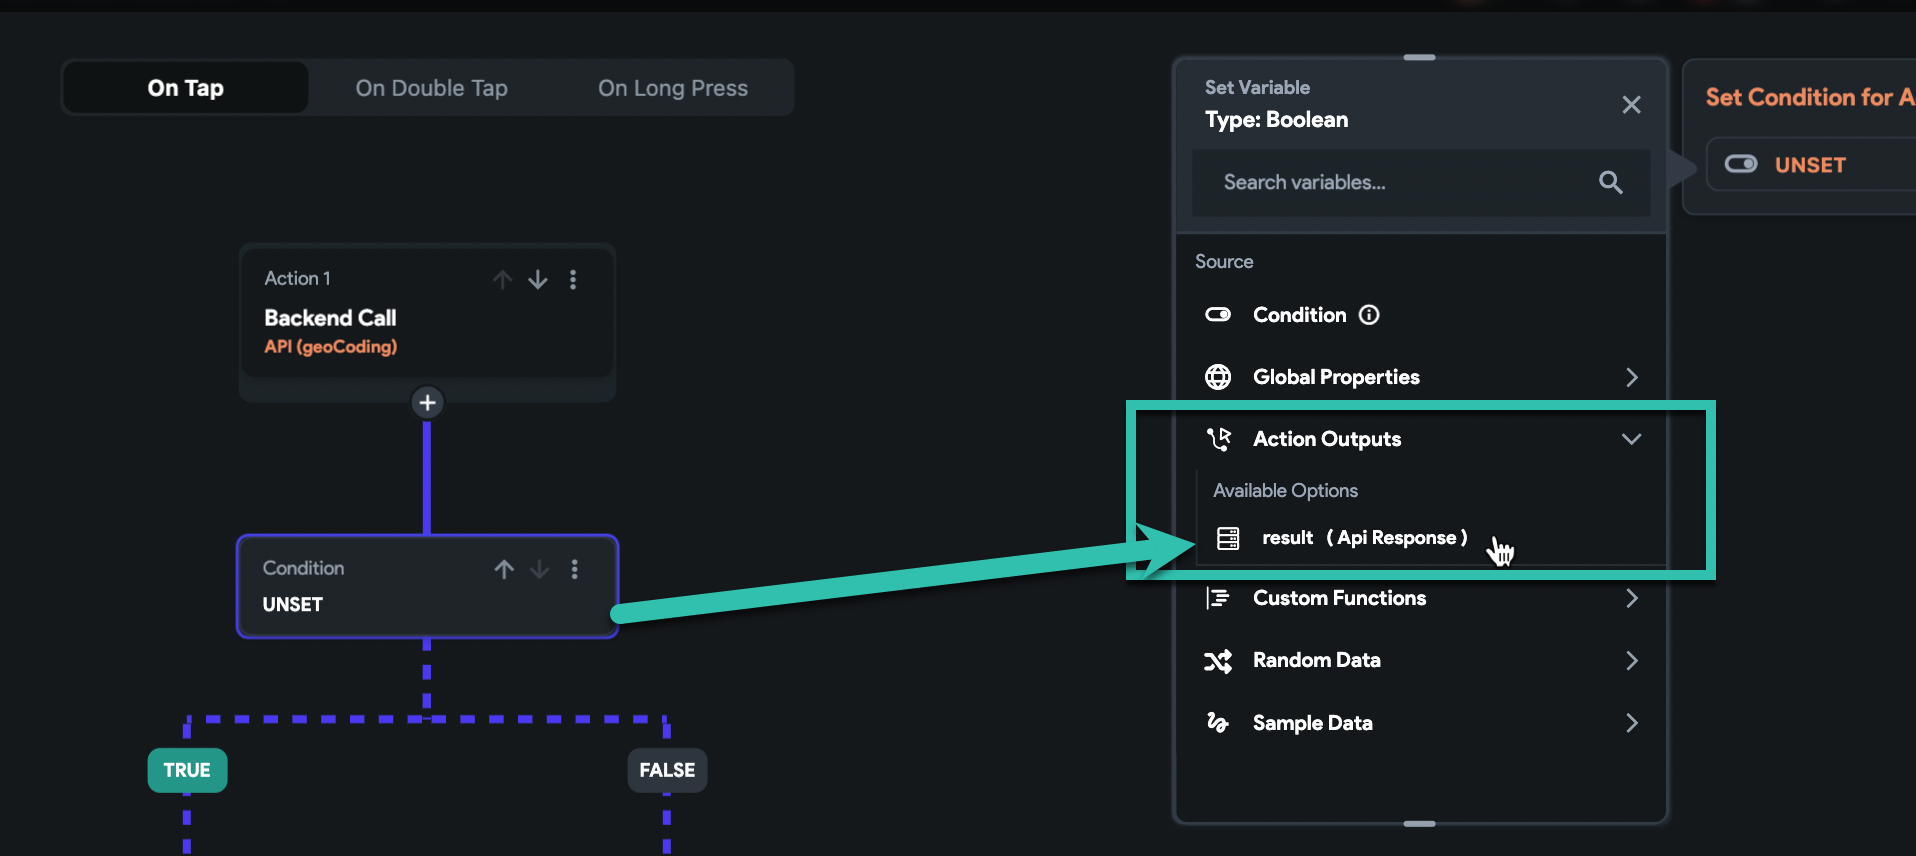 On Tap
On Double Tap
On Long Press
Action 1
Backend Call
API (geoCoding)
Condition
UNSET
TRUE
FALSE
Set Variable
Type: Boolean
Search variables...
Source
Condition
Global Properties
Action Outputs
Available Options
result (Api Response)
Custom Functions
Random Data
Sample Data
Set Condition for A
UNSET